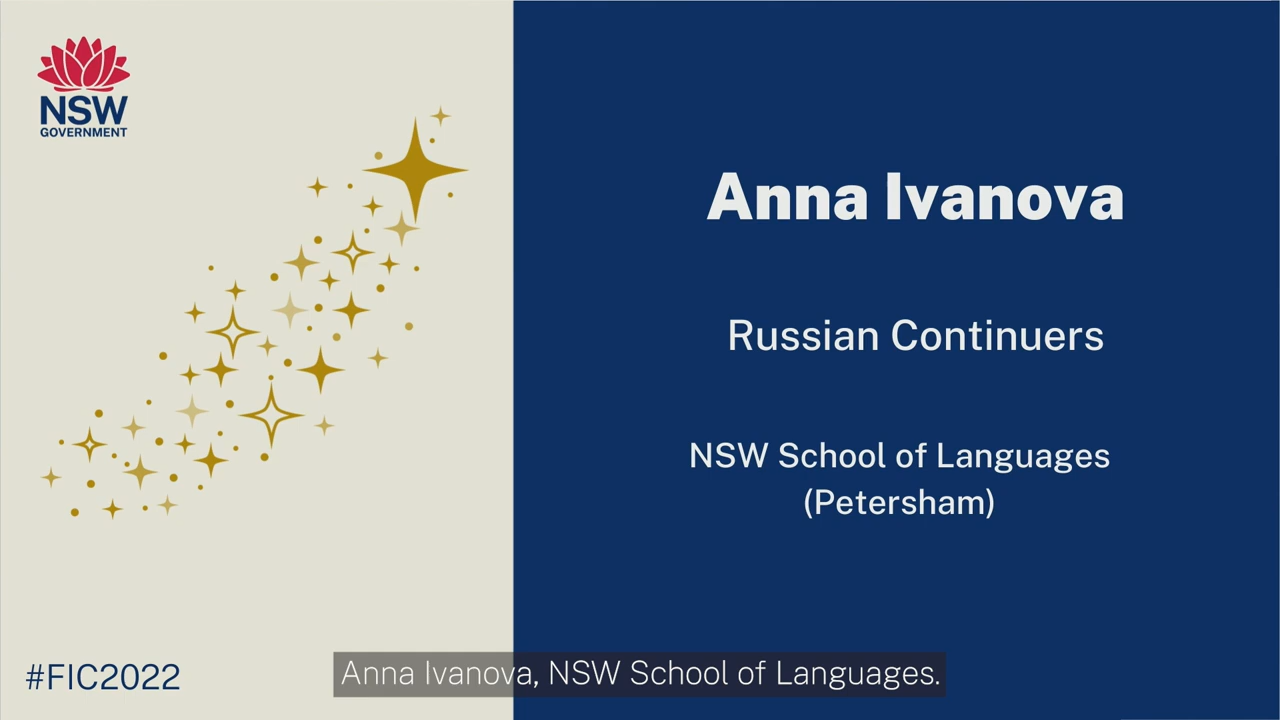 NSW
GOVERNMENT
Anna Ivanova
Russian Continuers
NSW School of Languages
(Petersham)
#FIC2022
Anna Ivanova, NSW School of Languages.